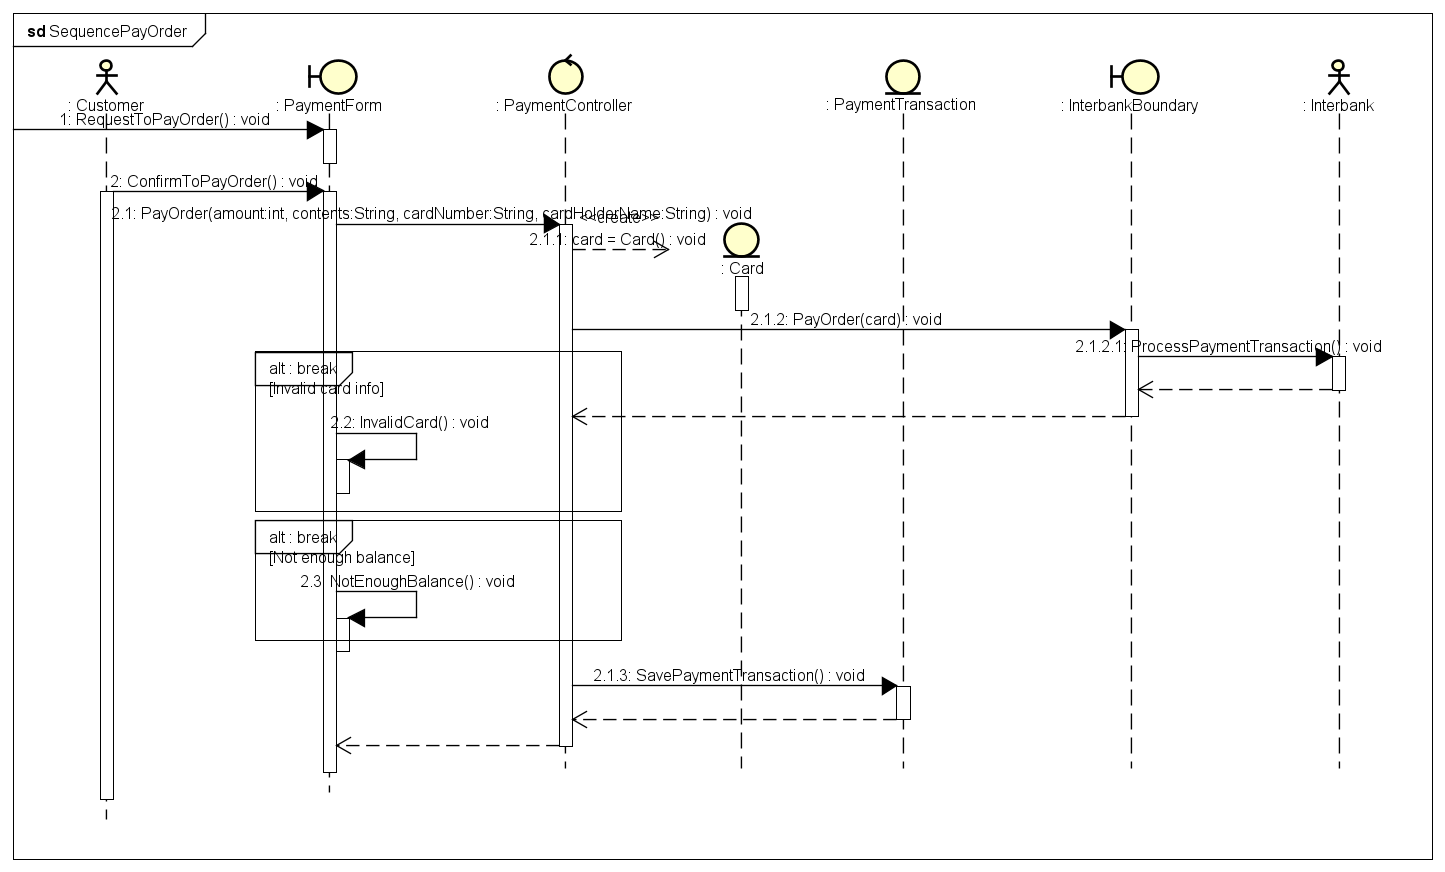 sd SequencePayOrder
: Customer
: PaymentForm
: PaymentController
: PaymentTransaction
: InterbankBoundary
: Interbank
1: RequestToPayOrder() : void
2: ConfirmToPayOrder() : void
2.1: PayOrder(amount:int, contents:String, cardNumber:String, cardHolderName:String) : void
<<create>>
2.1.1: card = Card() : void
: Card
2.1.2: PayOrder(card) : void
2.1.2.1: ProcessPaymentTransaction() : void
alt : break
[Invalid card info]
2.2: InvalidCard() : void
alt : break
[Not enough balance]
2.3: NotEnoughBalance() : void
2.1.3: SavePaymentTransaction() : void